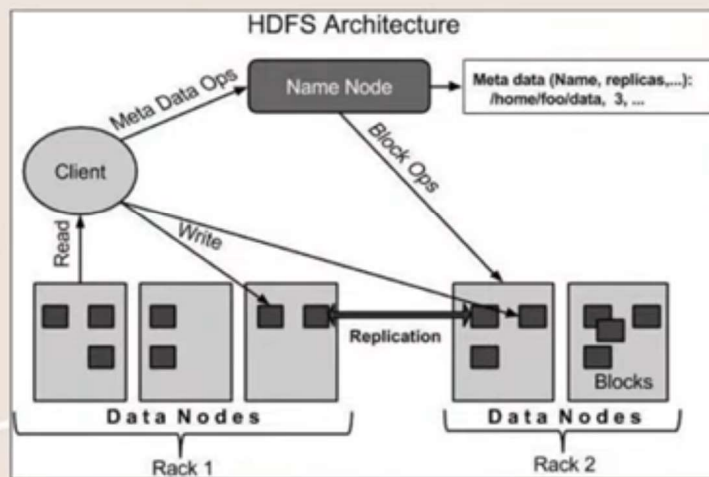 HDFS Architecture
Meta Data Ops
Name Node
Meta data (Name, replicas,...):
/home/foo/data, 3, ...
Client
Block Ops
Read
Write
Replication
Blocks
Data Nodes
Data Nodes
Rack 1
Rack 2